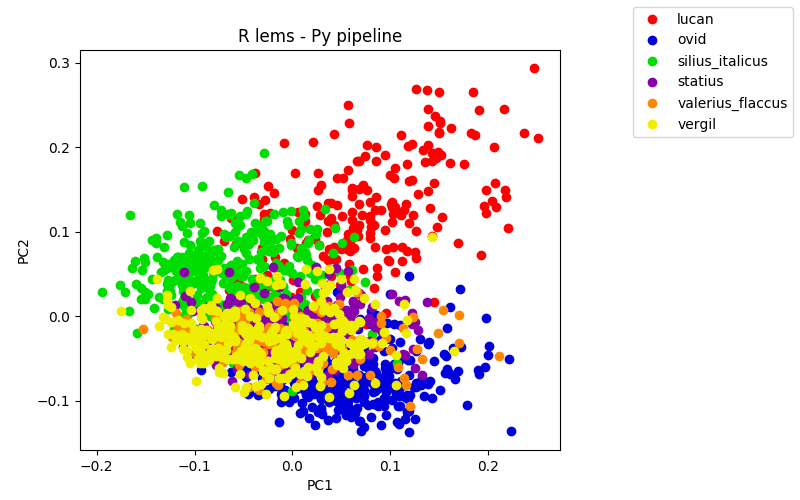 R lems - Py pipeline
lucan
ovid
silius_italicus
statius
valerius_flaccus
vergil
0.3
0.2
0.1
0.0
−0.1
PC2
−0.2 −0.1 0.0 0.1 0.2
PC1